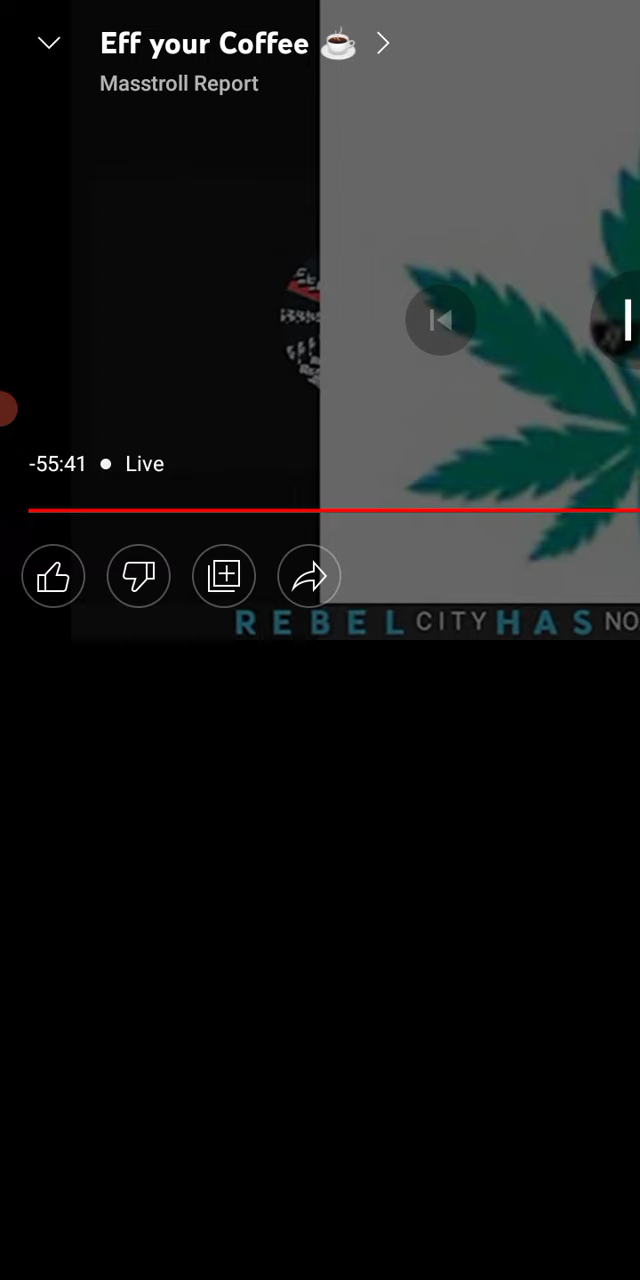 Eff your Coffee ☕
Masstroll Report
-55:41 • Live
REBEL CITY HAS NO